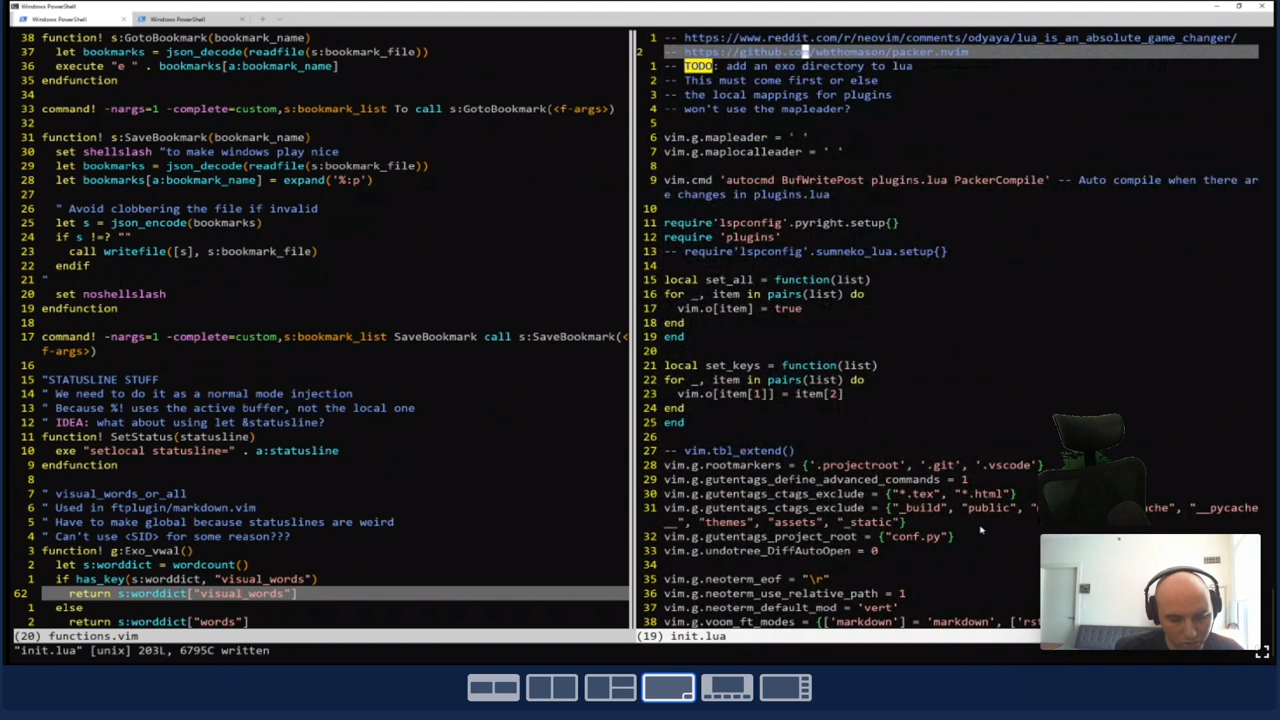 Windows PowerShell
Windows PowerShell
Windows PowerShell
38 function! s:GotoBookmark(bookmark_name)
37 let bookmarks = json_decode(readfile(s:bookmark_file))
36 execute "e " . bookmarks[a:bookmark_name]
35 endfunction
34
33 command! -nargs=1 -complete=custom,s:bookmark_list To call s:GotoBookmark(<f-args>)
32
31 function! s:SaveBookmark(bookmark_name)
30 set shellslash "to make windows play nice
29 let bookmarks = json_decode(readfile(s:bookmark_file))
28 let bookmarks[a:bookmark_name] = expand('%:p')
27
26 " Avoid clobbering the file if invalid
25 let s = json_encode(bookmarks)
24 if s !=? ""
23 call writefile([s], s:bookmark_file)
22 endif
21 "
20 set noshellslash
19 endfunction
18
17 command! -nargs=1 -complete=custom,s:bookmark_list SaveBookmark call s:SaveBookmark(<
f-args>)
16
15 "STATUSLINE STUFF
14 " We need to do it as a normal mode injection
13 " Because %! uses the active buffer, not the local one
12 " IDEA: what about using let &statusline?
11 function! SetStatus(statusline)
10 exe "setlocal statusline=" . a:statusline
9 endfunction
8
7 " visual_words_or_all
6 " Used in ftplugin/markdown.vim
5 " Have to make global because statuslines are weird
4 " Can't use <SID> for some reason???
3 function! g:Exo_vwal()
2 let s:worddict = wordcount()
1 if has_key(s:worddict, "visual_words")
62 return s:worddict["visual_words"]
1 else
2 return s:worddict["words"]
(20) functions.vim
"init.lua" [unix] 203L, 6795C written
1 -- https://www.reddit.com/r/neovim/comments/odyaya/lua_is_an_absolute_game_changer/
2 -- https://github.com/wbthomason/packer.nvim
1 -- TODO: add an exo directory to lua
2 -- This must come first or else
3 -- the local mappings for plugins
4 -- won't use the mapleader?
5
6 vim.g.mapleader = ' '
7 vim.g.maplocalleader = ' '
8
9 vim.cmd 'autocmd BufWritePost plugins.lua PackerCompile' -- Auto compile when there ar
e changes in plugins.lua
10
11 require'lspconfig'.pyright.setup{}
12 require 'plugins'
13 -- require'lspconfig'.sumneko_lua.setup{}
14
15 local set_all = function(list)
16 for _, item in pairs(list) do
17 vim.o[item] = true
18 end
19 end
20
21 local set_keys = function(list)
22 for _, item in pairs(list) do
23 vim.o[item[1]] = item[2]
24 end
25 end
26
27 -- vim.tbl_extend()
28 vim.g.rootmarkers = {'.projectroot', '.git', '.vscode'}
29 vim.g.gutentags_define_advanced_commands = 1
30 vim.g.gutentags_ctags_exclude = {"*.tex", "*.html"}
31 vim.g.gutentags_ctags_exclude = {"_build", "public", "__pycache
__", "themes", "assets", "_static"}
32 vim.g.gutentags_project_root = {"conf.py"}
33 vim.g.undotree_DiffAutoOpen = 0
34
35 vim.g.neoterm_eof = "\r"
36 vim.g.neoterm_use_relative_path = 1
37 vim.g.neoterm_default_mod = 'vert'
38 vim.g.voom_ft_modes = {['markdown'] = 'markdown',
(19) init.lua